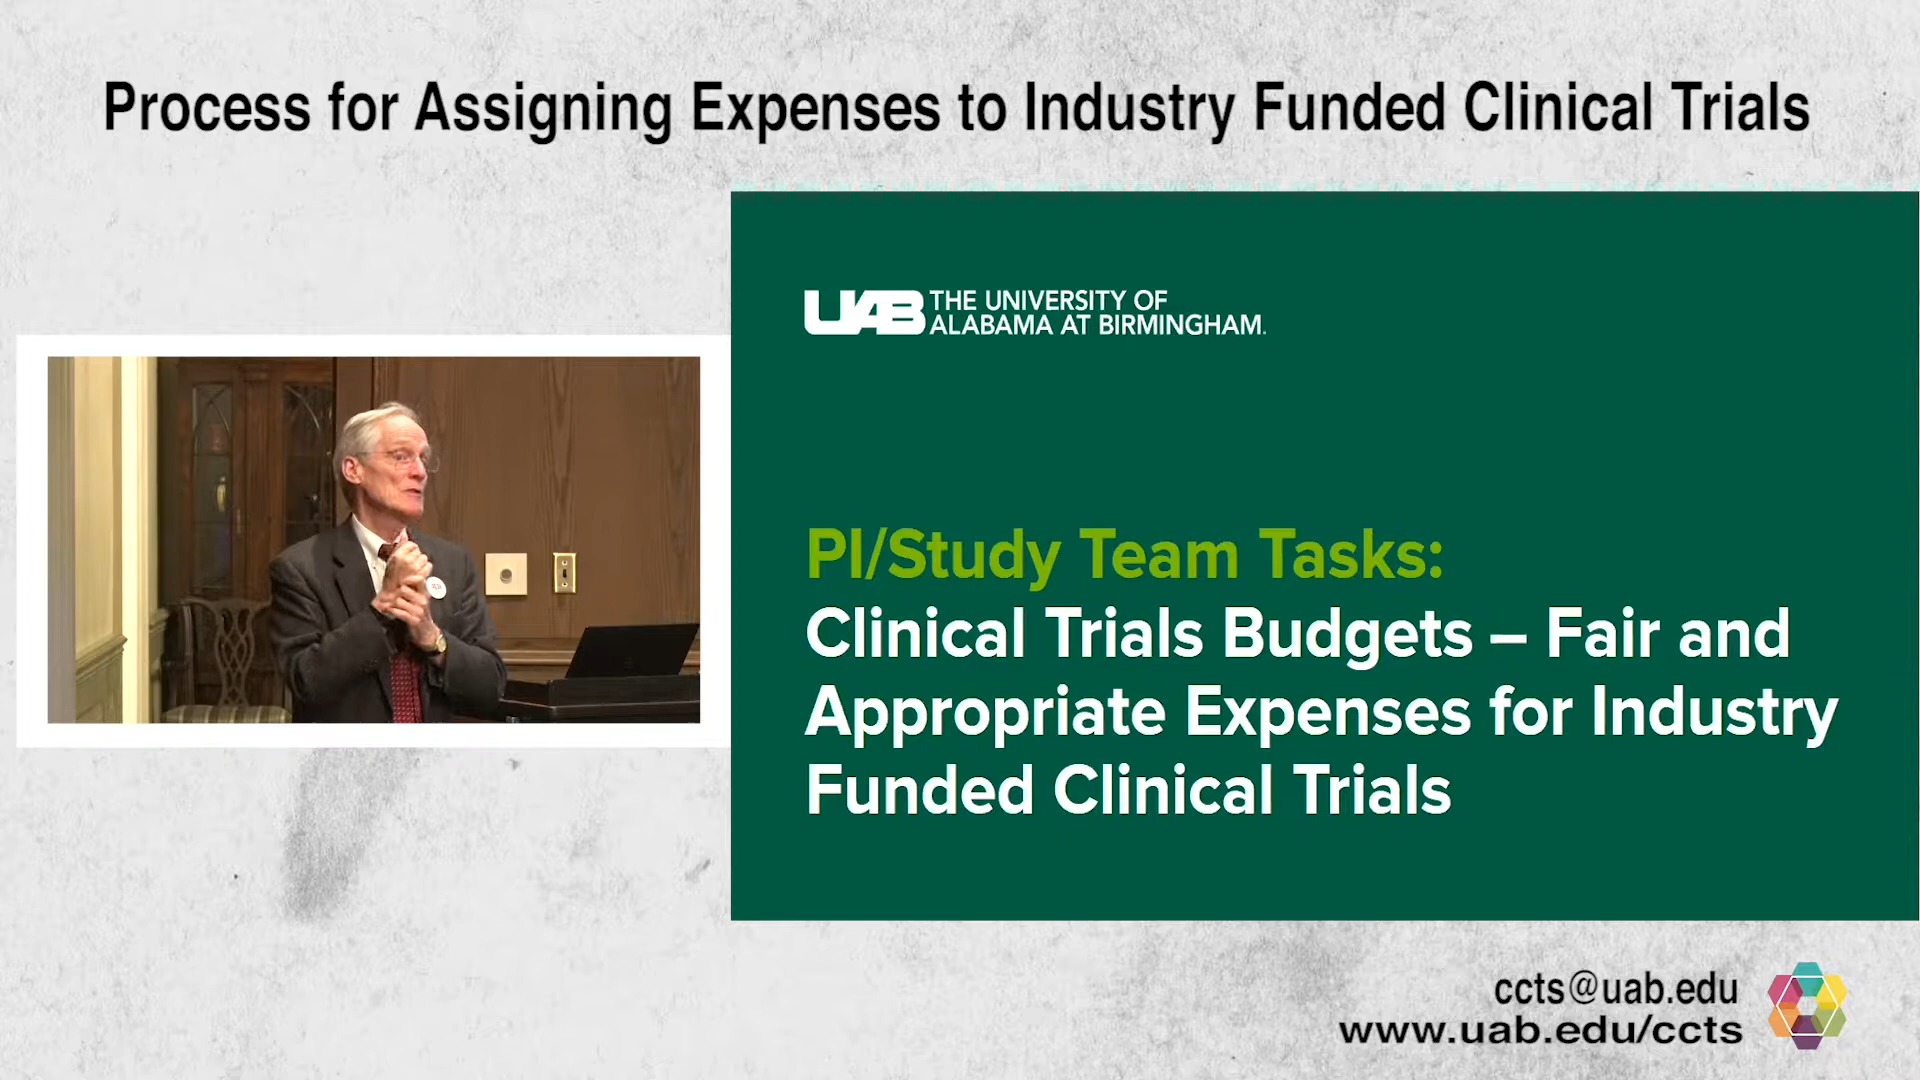 Process for Assigning Expenses to Industry Funded Clinical Trials
UAB THE UNIVERSITY OF
ALABAMA AT BIRMINGHAM.
PI/Study Team Tasks:
Clinical Trials Budgets – Fair and
Appropriate Expenses for Industry
Funded Clinical Trials
ccts@uab.edu
www.uab.edu/ccts